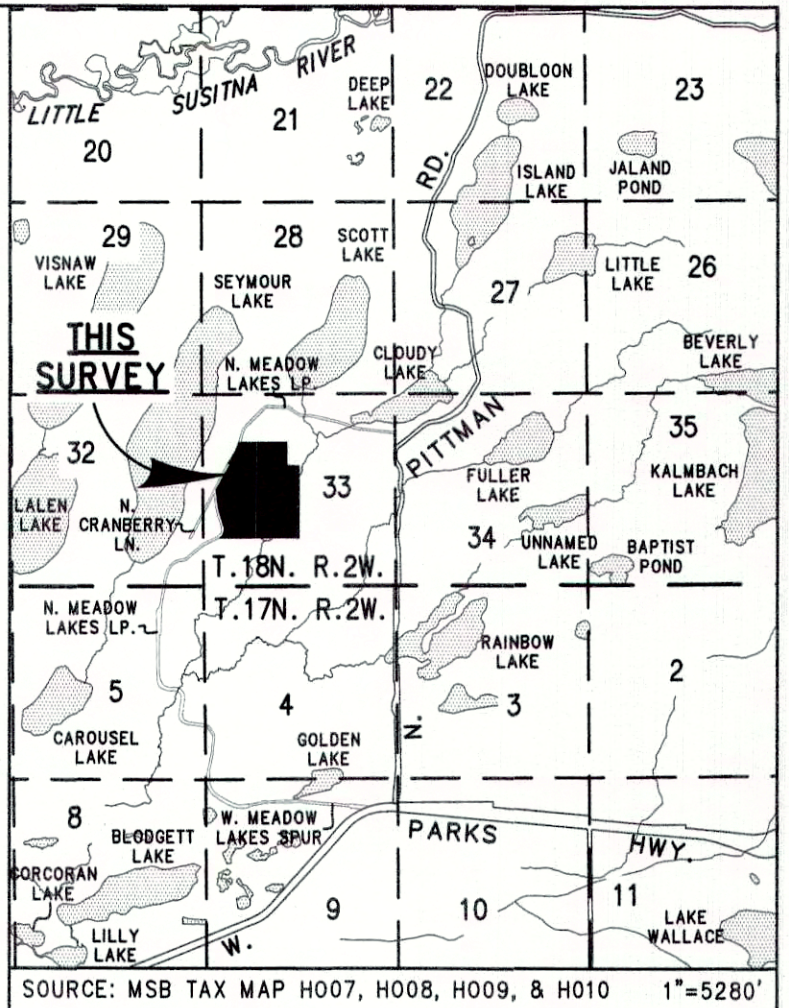 LITTLE SUSITNA RIVER
20
21
DEEP
LAKE
22
DOUBLOON
LAKE
23
RD.
ISLAND
LAKE
JALAND
POND
29
VISNAW
LAKE
28
SCOTT
LAKE
SEYMOUR
LAKE
27
LITTLE
LAKE
26
THIS
SURVEY
N. MEADOW
LAKES LP.
CLOUDY
LAKE
BEVERLY
LAKE
32
LALEN
LAKE
N.
CRANBERRY
LN.
33
PITTMAN
FULLER
LAKE
35
KALMBACH
LAKE
34
UNNAMED
LAKE
BAPTIST
POND
T.18N. R.2W.
T.17N. R.2W.
N. MEADOW
LAKES LP.
5
CAROUSEL
LAKE
4
GOLDEN
LAKE
RAINBOW
LAKE
3
2
N.
8
BLODGETT
LAKE
W. MEADOW
LAKES SPUR
PARKS HWY.
CORCORAN
LAKE
LILLY
LAKE
W.
9
10
11
LAKE
WALLACE
SOURCE: MSB TAX MAP HO07, HO08, HO09, & HO10 1"=5280'